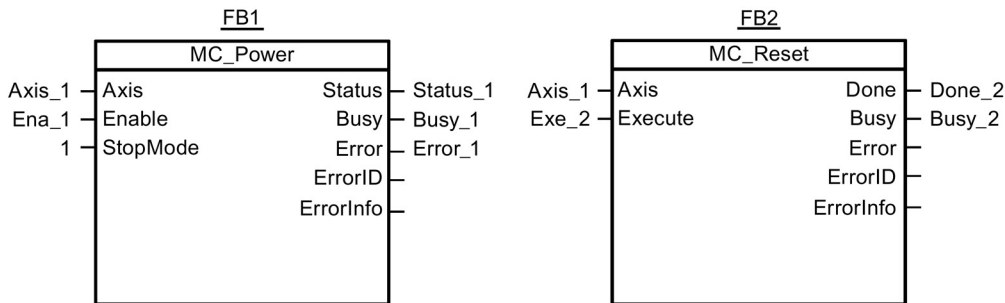 FB1 FB2
MC_Power MC_Reset
Axis_1 Axis Status Status_1 Axis_1 Axis Done Done_2
Ena_1 Enable Busy Busy_1 Exe_2 Execute Busy Busy_2
1 StopMode Error Error_1 Error
ErrorID ErrorID
ErrorInfo ErrorInfo